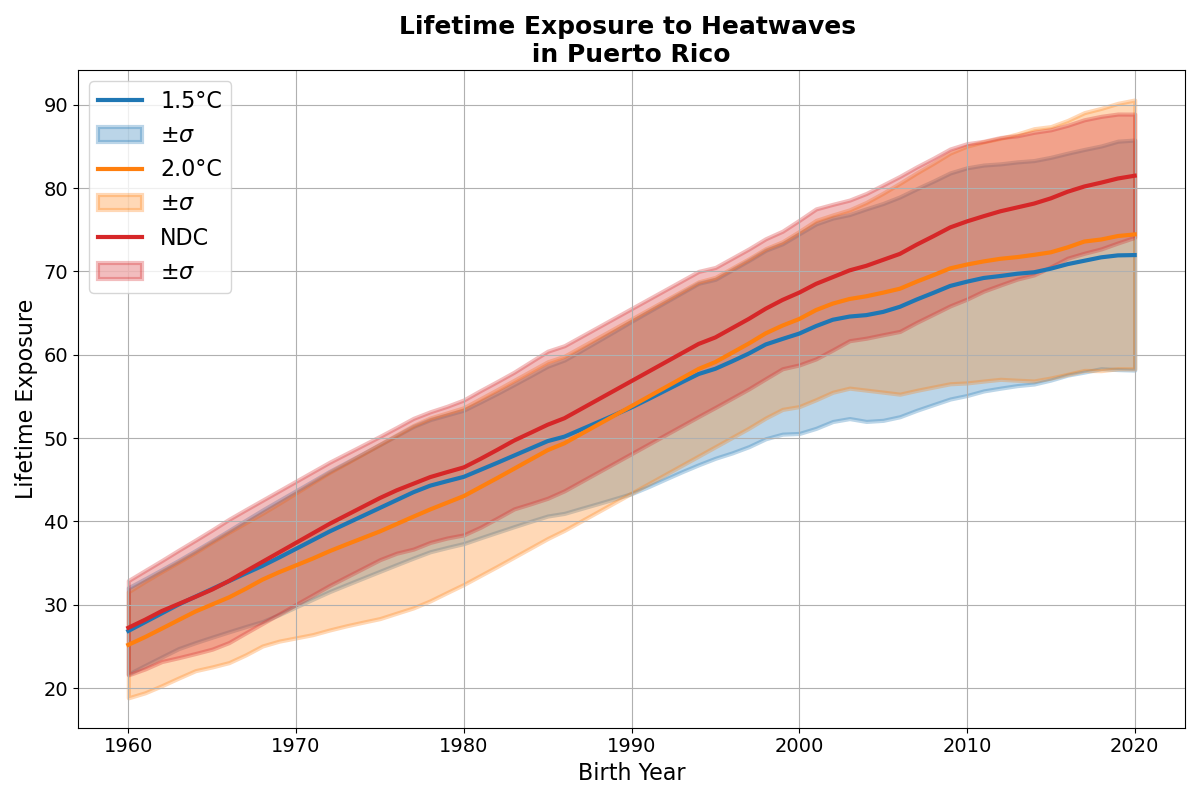 Lifetime Exposure to Heatwaves
in Puerto Rico
1.5°C
±σ
2.0°C
±σ
NDC
±σ
Lifetime Exposure
90
80
70
60
50
40
30
20
1960 1970 1980 1990 2000 2010 2020
Birth Year